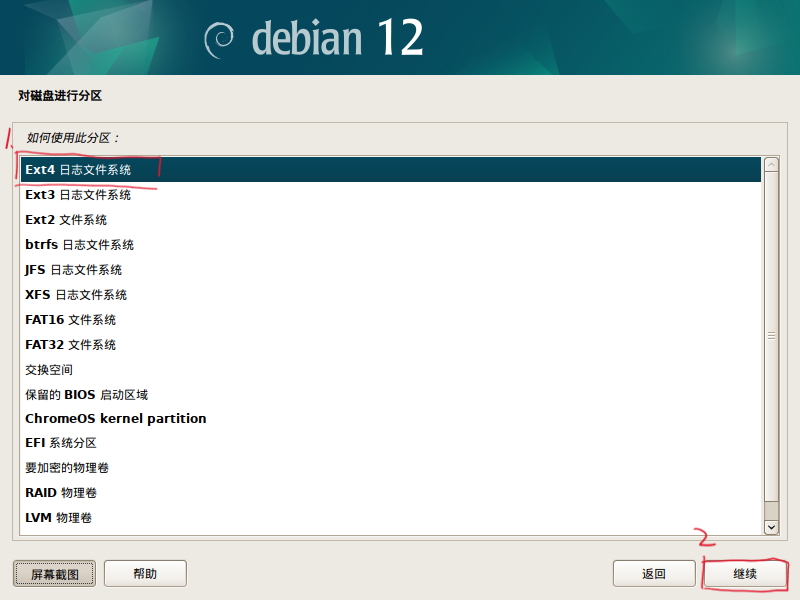 debian 12
对磁盘进行分区
1.
如何使用此分区：
Ext4 日志文件系统
Ext3 日志文件系统
Ext2 文件系统
btrfs 日志文件系统
JFS 日志文件系统
XFS 日志文件系统
FAT16 文件系统
FAT32 文件系统
交换空间
保留的 BIOS 启动区域
ChromeOS kernel partition
EFI 系统分区
要加密的物理卷
RAID 物理卷
LVM 物理卷
2
屏幕截图 帮助 返回 继续